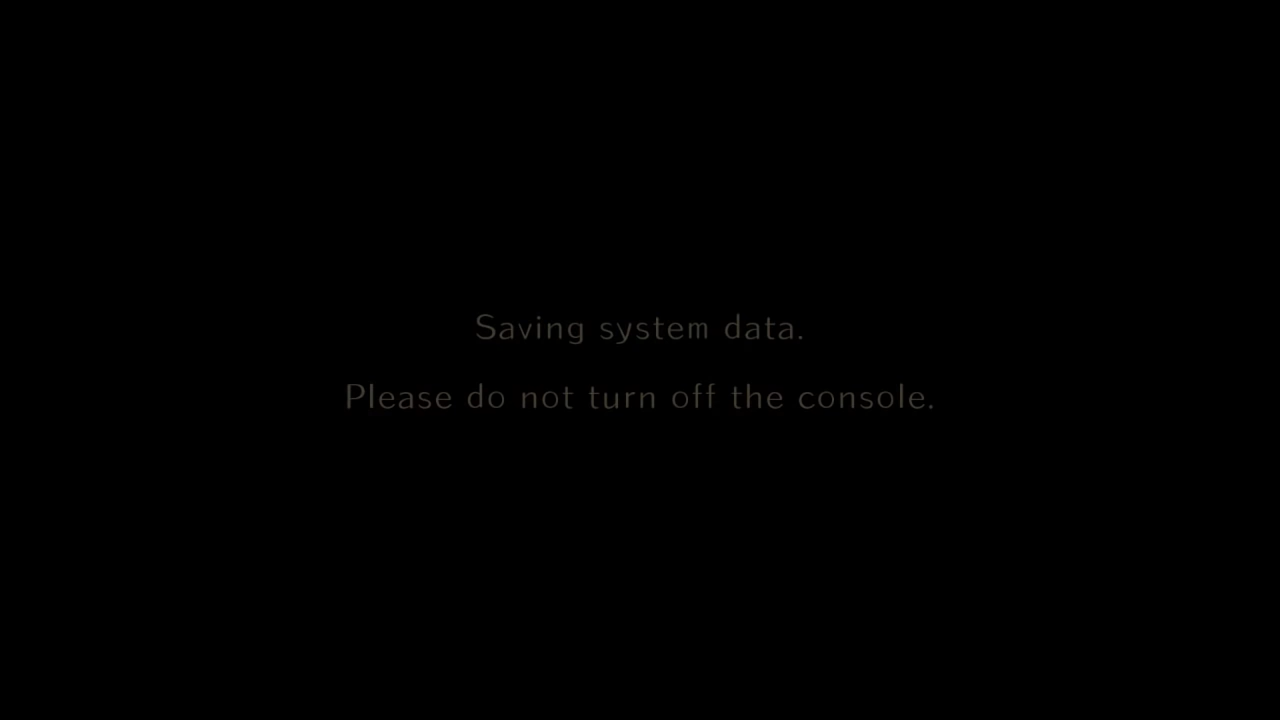 Saving system data.
Please do not turn off the console.